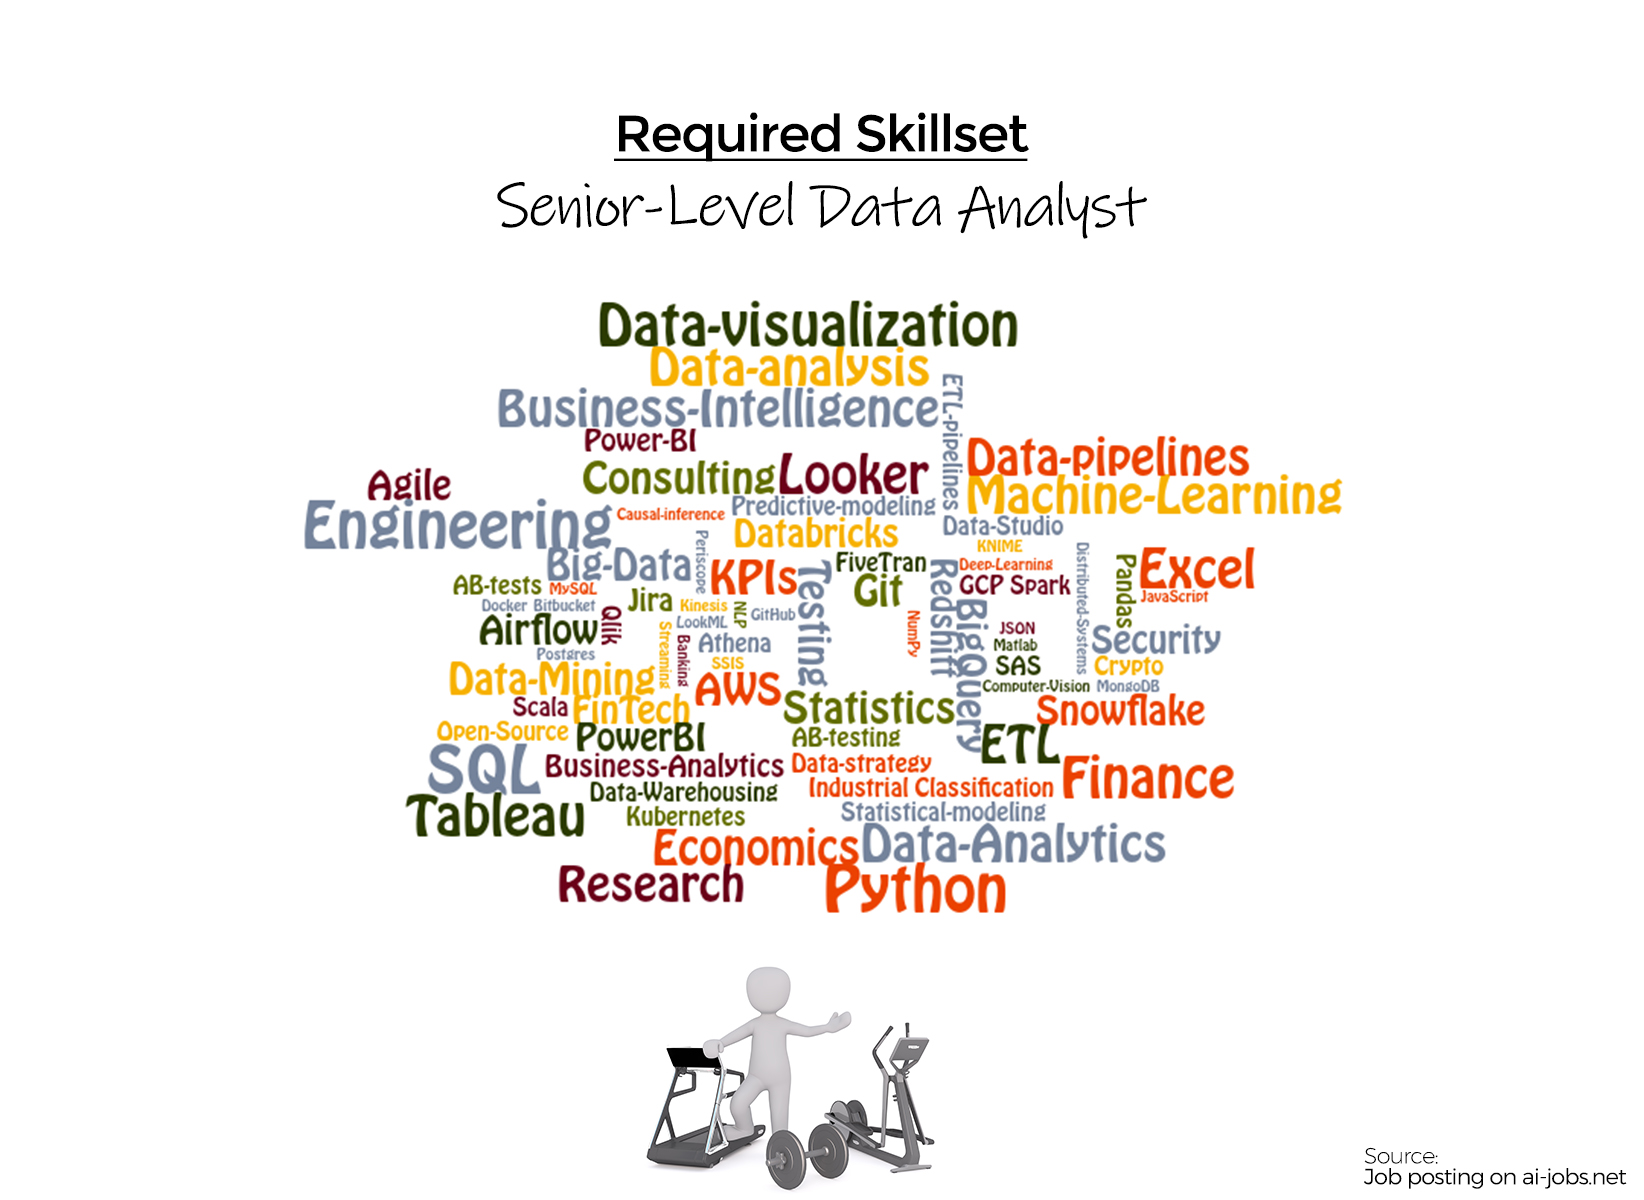 Required Skillset
Senior-Level Data Analyst
Data-visualization
Data-analysis
Business-Intelligence
ETL-pipelines
Power-BI
Data-pipelines
Consulting
Looker
Agile
Machine-Learning
Engineering
Causal-inference
Predictive-modeling
Databricks
Data-Studio
KNIME
Periscope
Big-Data
KPIs
Testing
FiveTran
Git
Redshift
Deep-Learning
GCP
Spark
Distributed-Systems
Pandas
Excel
JavaScript
AB-tests
MySQL
Docker
Bitbucket
Jira
Kinesis
NLP
GitHub
LookML
Airflow
Qlik
Postgres
Streaming
Banking
Athena
SSIS
NumPy
BigQuery
JSON
Matlab
SAS
Security
Crypto
Computer-Vision
MongoDB
Data-Mining
AWS
Scala
FinTech
Statistics
Snowflake
Open-Source
PowerBI
AB-testing
ETL
SQL
Business-Analytics
Data-strategy
Finance
Data-Warehousing
Industrial Classification
Tableau
Kubernetes
Statistical-modeling
Economics
Data-Analytics
Research
Python
Source:
Job posting on ai-jobs.net